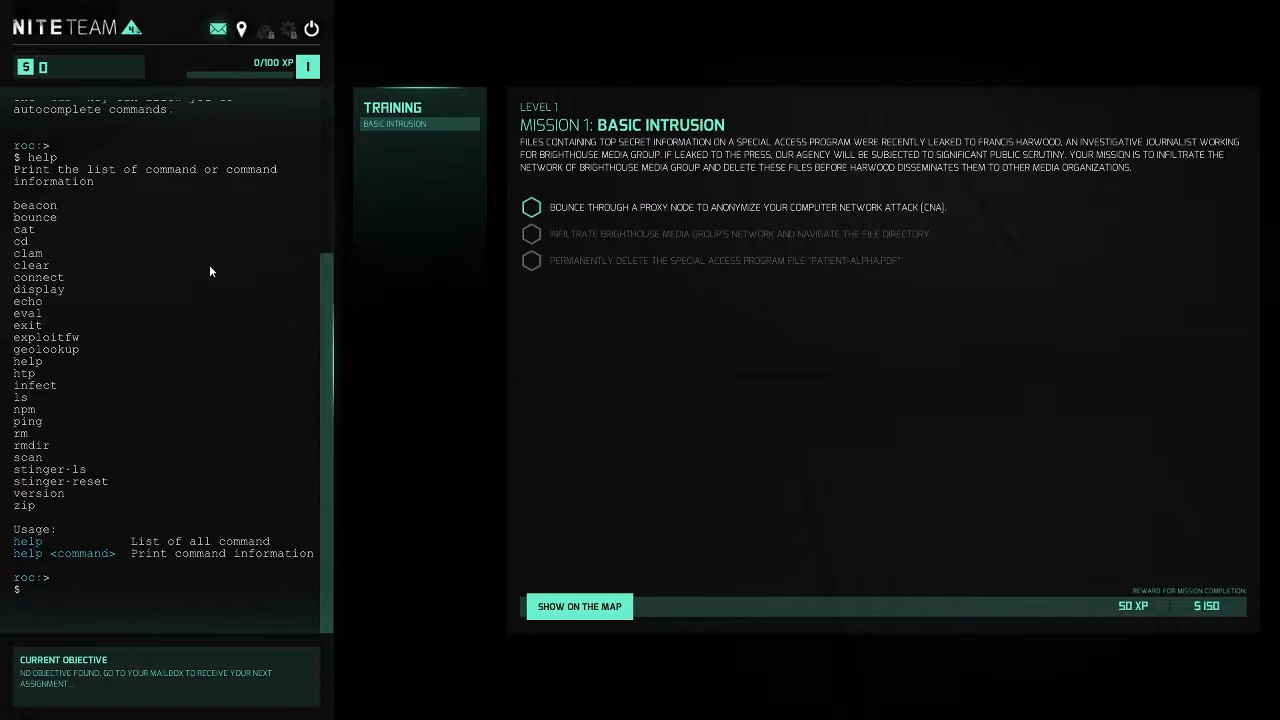 NITE TEAM 4
$ 0
0/100 XP
I
autocomplete commands.
roc:>
$ help
Print the list of command or command
information
beacon
bounce
cat
cd
clam
clear
connect
display
echo
eval
exit
exploitfw
geolookup
help
htp
infect
ls
npm
ping
rm
rmdir
scan
stinger-ls
stinger-reset
version
zip
Usage:
help List of all command
help <command> Print command information
roc:>
$
CURRENT OBJECTIVE
NO OBJECTIVE FOUND. GO TO YOUR MAILBOX TO RECEIVE YOUR NEXT
ASSIGNMENT...
TRAINING
BASIC INTRUSION
LEVEL 1
MISSION 1: BASIC INTRUSION
FILES CONTAINING TOP SECRET INFORMATION ON A SPECIAL ACCESS PROGRAM WERE RECENTLY LEAKED TO FRANCIS HARWOOD, AN INVESTIGATIVE JOURNALIST WORKING
FOR BRIGHTHOUSE MEDIA GROUP. IF LEAKED TO THE PRESS, OUR AGENCY WILL BE SUBJECTED TO SIGNIFICANT PUBLIC SCRUTINY. YOUR MISSION IS TO INFILTRATE THE
NETWORK OF BRIGHTHOUSE MEDIA GROUP AND DELETE THESE FILES BEFORE HARWOOD DISSEMINATES THEM TO OTHER MEDIA ORGANIZATIONS.
BOUNCE THROUGH A PROXY NODE TO ANONYMIZE YOUR COMPUTER NETWORK ATTACK (CNA).
INFILTRATE BRIGHTHOUSE MEDIA GROUP'S NETWORK AND NAVIGATE THE FILE DIRECTORY
PERMANENTLY DELETE THE SPECIAL ACCESS PROGRAM FILE "PATIENT-ALPHA.PDF"
SHOW ON THE MAP
REWARD FOR MISSION COMPLETION:
50 XP | $ 150